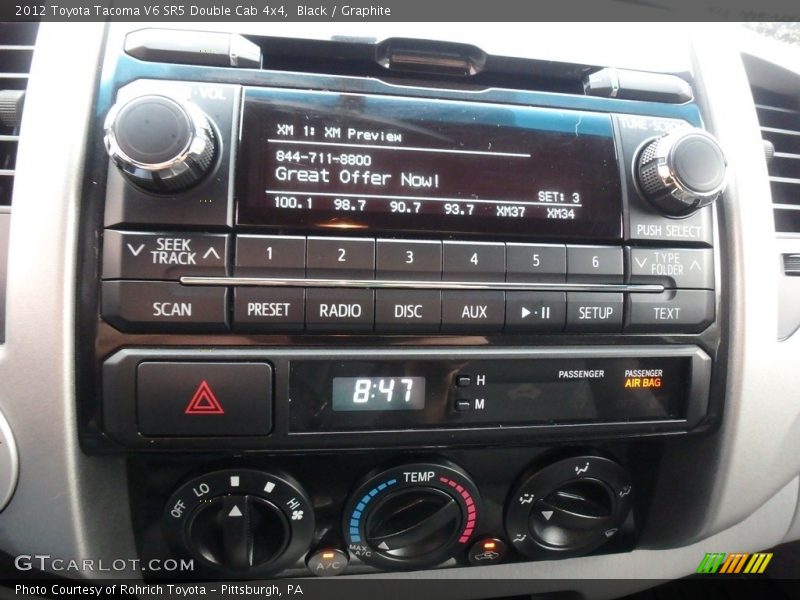 2012 Toyota Tacoma V6 SR5 Double Cab 4x4, Black / Graphite
VOL
XM 1: XM Preview
844-711-8800
Great Offer Now!
SET: 3
100.1 98.7 90.7 93.7 XM37 XM34
PUSH SELECT
SEEK
TRACK
1 2 3 4 5 6
TYPE
FOLDER
SCAN PRESET RADIO DISC AUX SETUP TEXT
8:47
H
M
PASSENGER
PASSENGER
AIR BAG
OFF LO HI
TEMP
MAX
A/C
A/C
GTCARLOT.COM
Photo Courtesy of Rohrich Toyota - Pittsburgh, PA